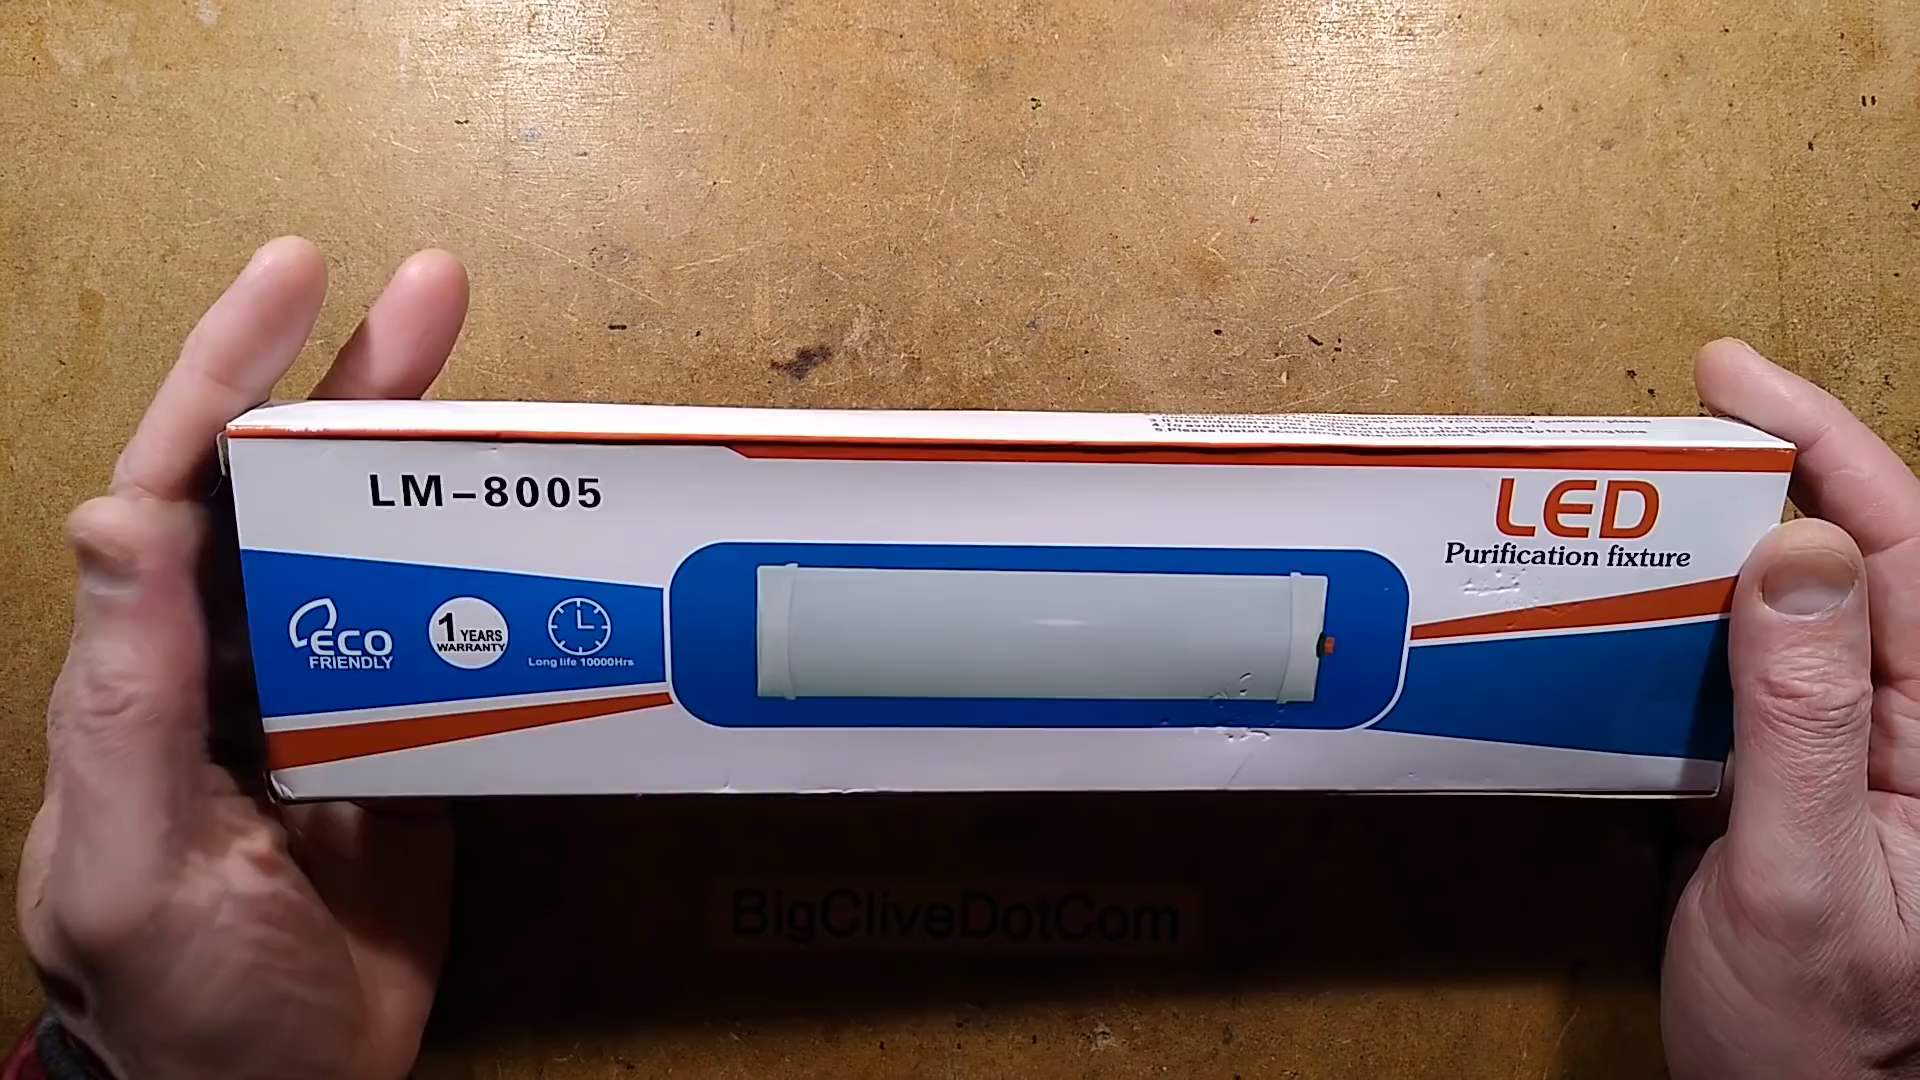 LM-8005
LED
Purification fixture
ECO
FRIENDLY
1 YEARS
WARRANTY
Long life 10000Hrs
BigCliveDotCom